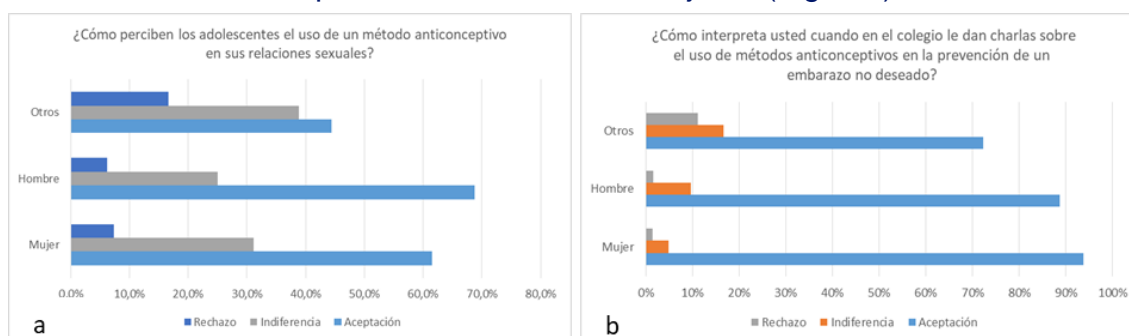 ¿Cómo perciben los adolescentes el uso de un método anticonceptivo
en sus relaciones sexuales?
Otros
Hombre
Mujer
0.0% 10,0% 20,0% 30,0% 40,0% 50,0% 60,0% 70,0% 80,0%
Rechazo Indiferencia Aceptación
a
¿Cómo interpreta usted cuando en el colegio le dan charlas sobre
el uso de métodos anticonceptivos en la prevención de un
embarazo no deseado?
Otros
Hombre
Mujer
0% 10% 20% 30% 40% 50% 60% 70% 80% 90% 100%
Rechazo Indiferencia Aceptación
b